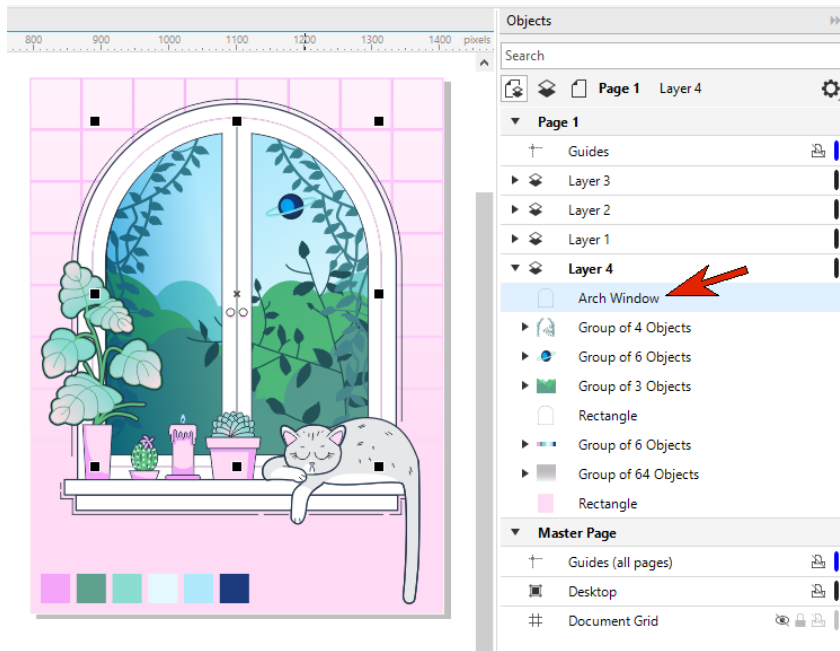 Objects
800 900 1000 1100 1200 1300 1400 pixels
Search
Page 1 Layer 4
Page 1
Guides
Layer 3
Layer 2
Layer 1
Layer 4
Arch Window
Group of 4 Objects
Group of 6 Objects
Group of 3 Objects
Rectangle
Group of 6 Objects
Group of 64 Objects
Rectangle
Master Page
Guides (all pages)
Desktop
Document Grid